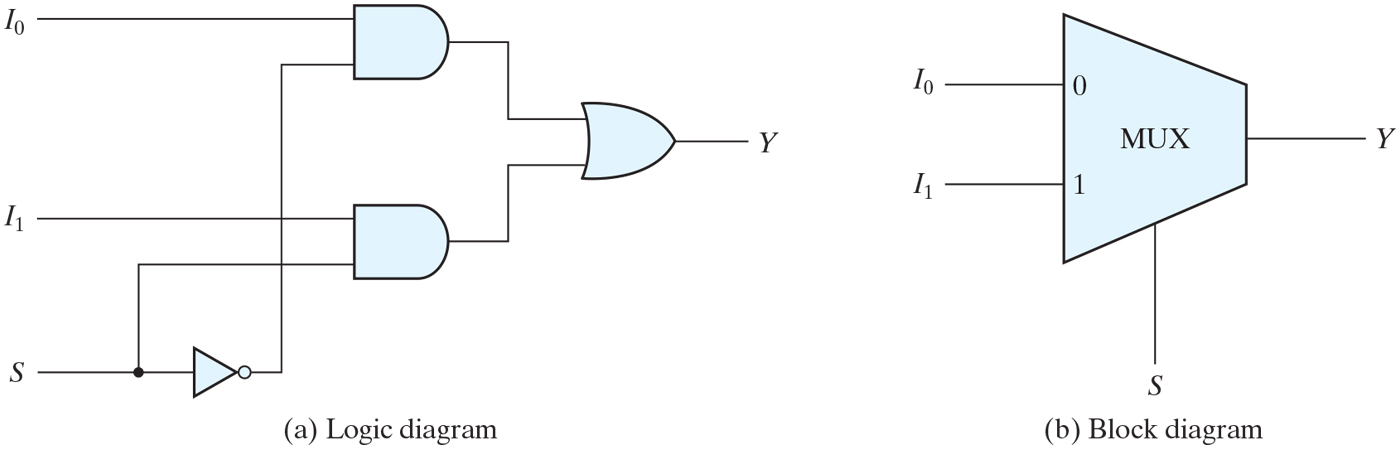 I₀
I₁
S
Y
(a) Logic diagram
I₀
I₁
0
1
MUX
Y
S
(b) Block diagram